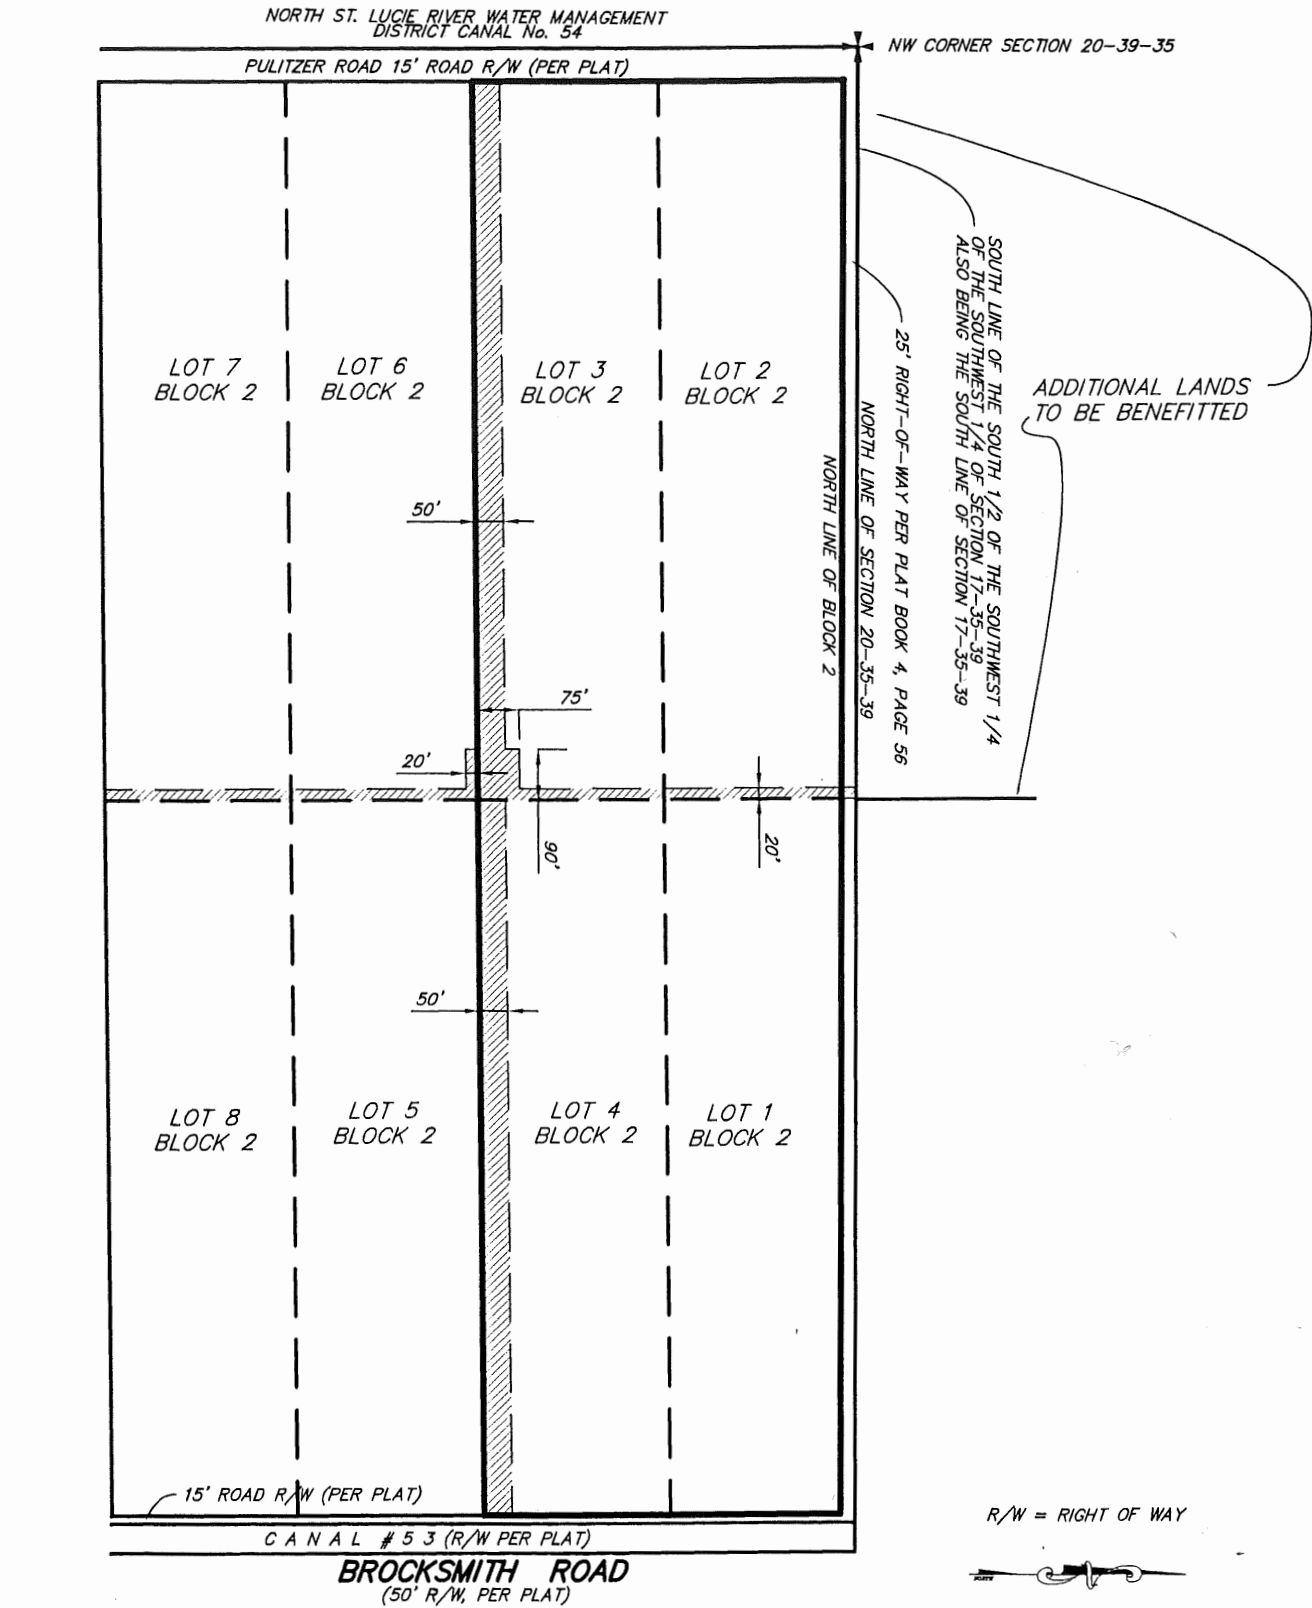 NORTH ST. LUCIE RIVER WATER MANAGEMENT
DISTRICT CANAL No. 54
NW CORNER SECTION 20-39-35
PULITZER ROAD 15' ROAD R/W (PER PLAT)
LOT 7
BLOCK 2
LOT 6
BLOCK 2
LOT 3
BLOCK 2
LOT 2
BLOCK 2
ADDITIONAL LANDS
TO BE BENEFITTED
SOUTH LINE OF THE SOUTH 1/2 OF THE SOUTHWEST 1/4
OF THE SOUTHWEST 1/4 OF SECTION 17-35-39
ALSO BEING THE SOUTH LINE OF SECTION 17-35-39
25' RIGHT-OF-WAY PER PLAT BOOK 4, PAGE 56
NORTH LINE OF SECTION 20-35-39
NORTH LINE OF BLOCK 2
50'
75'
20'
90'
20'
50'
LOT 8
BLOCK 2
LOT 5
BLOCK 2
LOT 4
BLOCK 2
LOT 1
BLOCK 2
15' ROAD R/W (PER PLAT)
CANAL #53 (R/W PER PLAT)
BROCKSMITH ROAD
(50' R/W, PER PLAT)
R/W = RIGHT OF WAY
NORTH